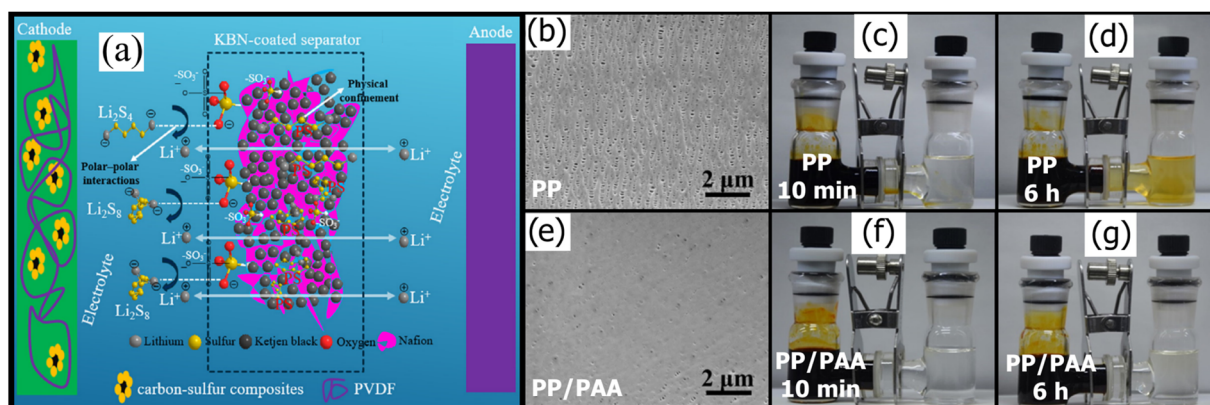 Cathode
(a)
KBN-coated separator
Anode
-SO₃⁻
-SO₃
Physical
confinement
Li₂S₄
Li⁺
Li⁺
Polar–polar
interactions
-SO₃
Li₂S₈
-SO₃
-SO₃
Electrolyte
Li⁺
Li⁺
-SO₃
Electrolyte
Li₂S₈
Li⁺
Li⁺
Lithium
Sulfur
Ketjen black
Oxygen
Nafion
carbon-sulfur composites
PVDF
(b)
PP
2 μm
(c)
PP
10 min
(d)
PP
6 h
(e)
PP/PAA
2 μm
(f)
PP/PAA
10 min
(g)
PP/PAA
6 h